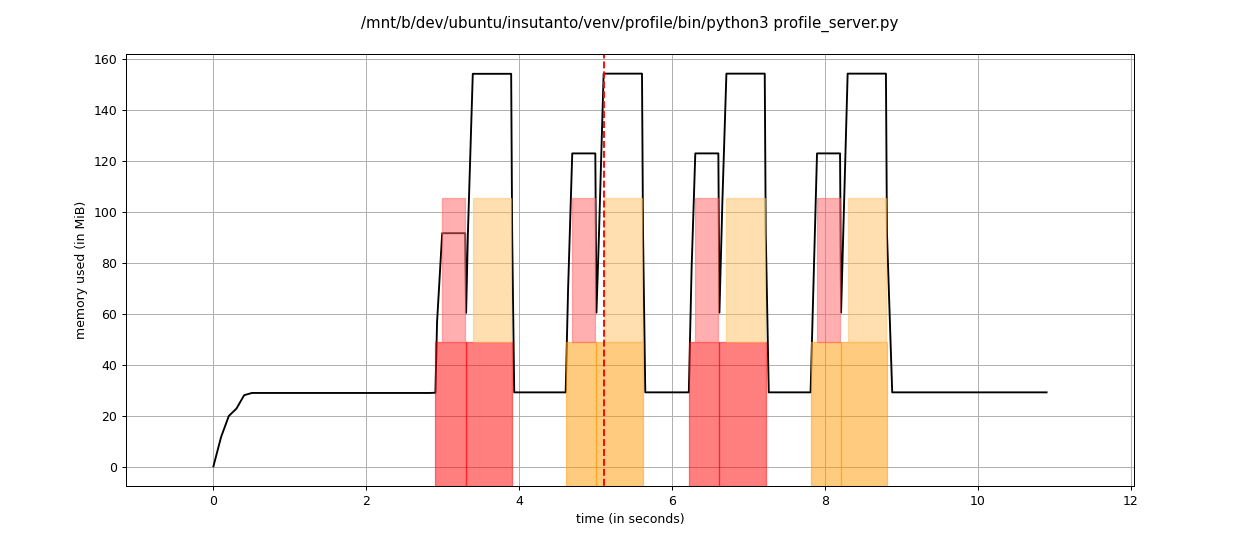 /mnt/b/dev/ubuntu/insutanto/venv/profile/bin/python3 profile_server.py
160
140
120
100
80
60
40
20
0
memory used (in MiB)
0 2 4 6 8 10 12
time (in seconds)